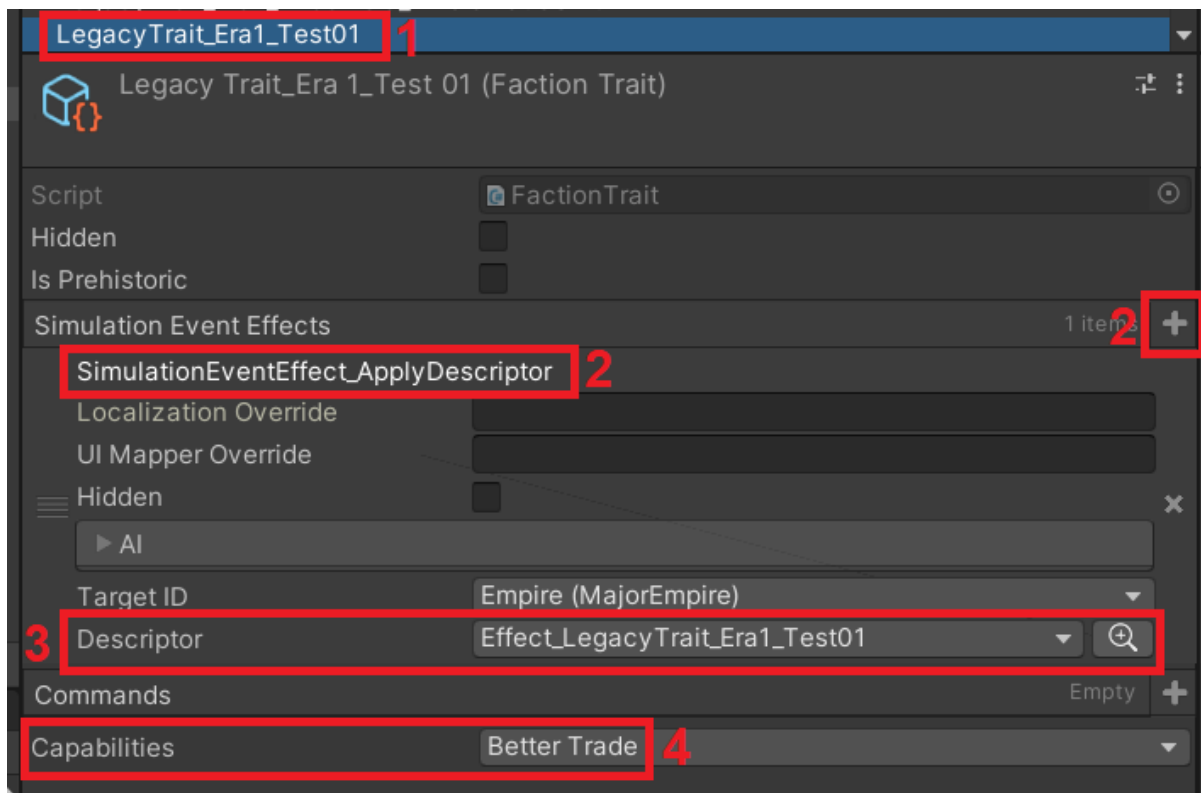 LegacyTrait_Era1_Test01 1
Legacy Trait_Era 1_Test 01 (Faction Trait)
Script FactionTrait
Hidden
Is Prehistoric
Simulation Event Effects 1 items 2
SimulationEventEffect_ApplyDescriptor 2
Localization Override
UI Mapper Override
Hidden
AI
Target ID Empire (MajorEmpire)
3 Descriptor Effect_LegacyTrait_Era1_Test01
Commands Empty
Capabilities Better Trade 4